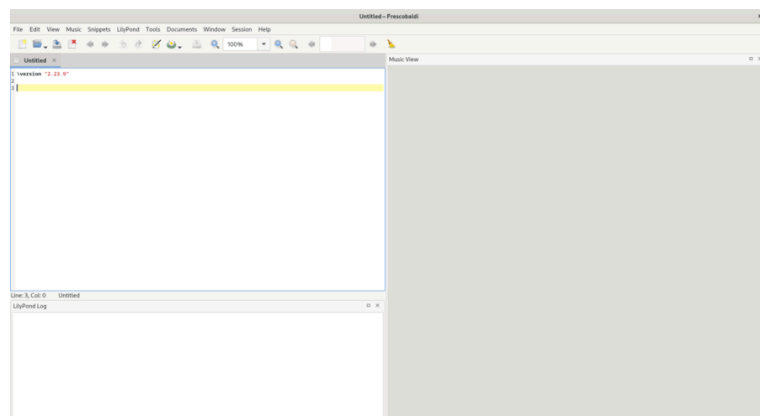 Untitled – Frescobaldi
File Edit View Music Snippets LilyPond Tools Documents Window Session Help
100%
Untitled
Music View
1 \version "2.23.9"
2
3
Line: 3, Col: 0 Untitled
LilyPond Log